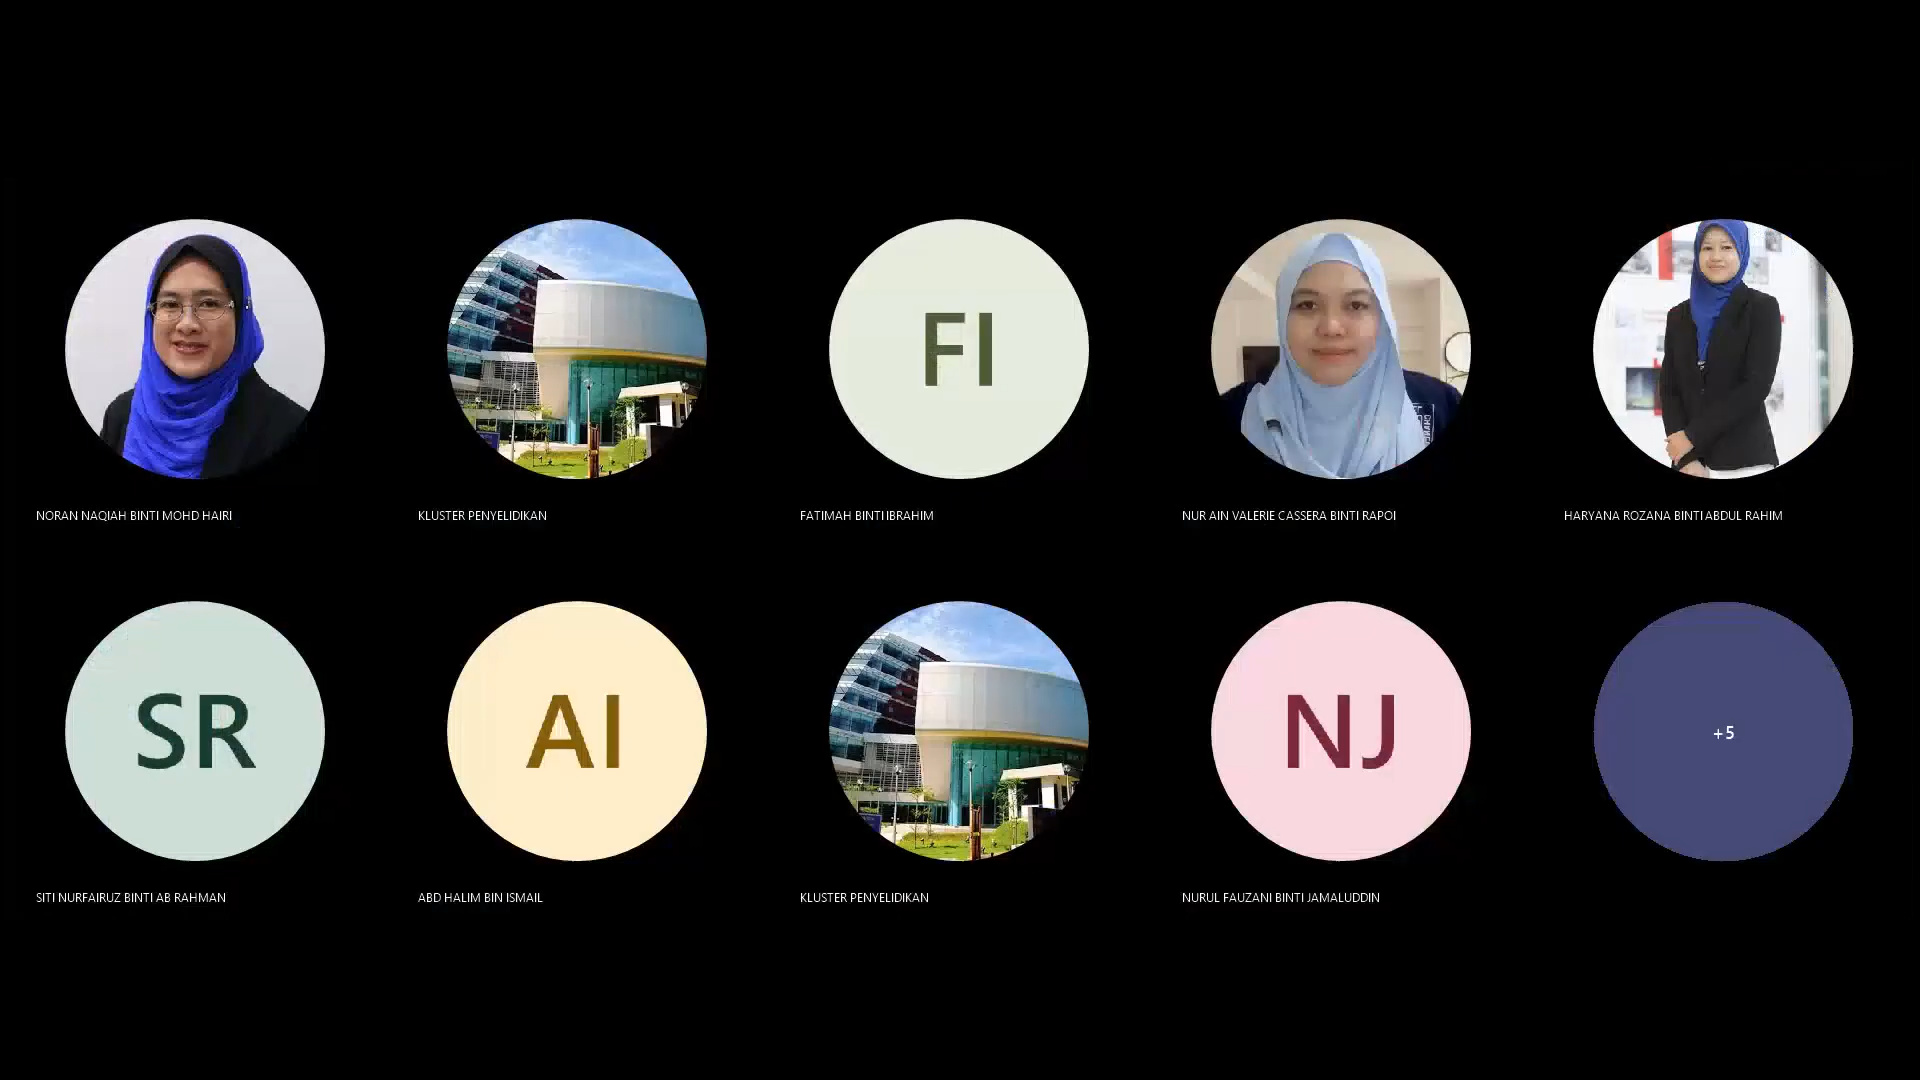 FI
NORAN NAQIAH BINTI MOHD HAIRI
KLUSTER PENYELIDIKAN
FATIMAH BINTI IBRAHIM
NUR AIN VALERIE CASSERA BINTI RAPOI
HARYANA ROZANA BINTI ABDUL RAHIM
SR
AI
NJ
+5
SITI NURFAIRUZ BINTI AB RAHMAN
ABD HALIM BIN ISMAIL
KLUSTER PENYELIDIKAN
NURUL FAUZANI BINTI JAMALUDDIN